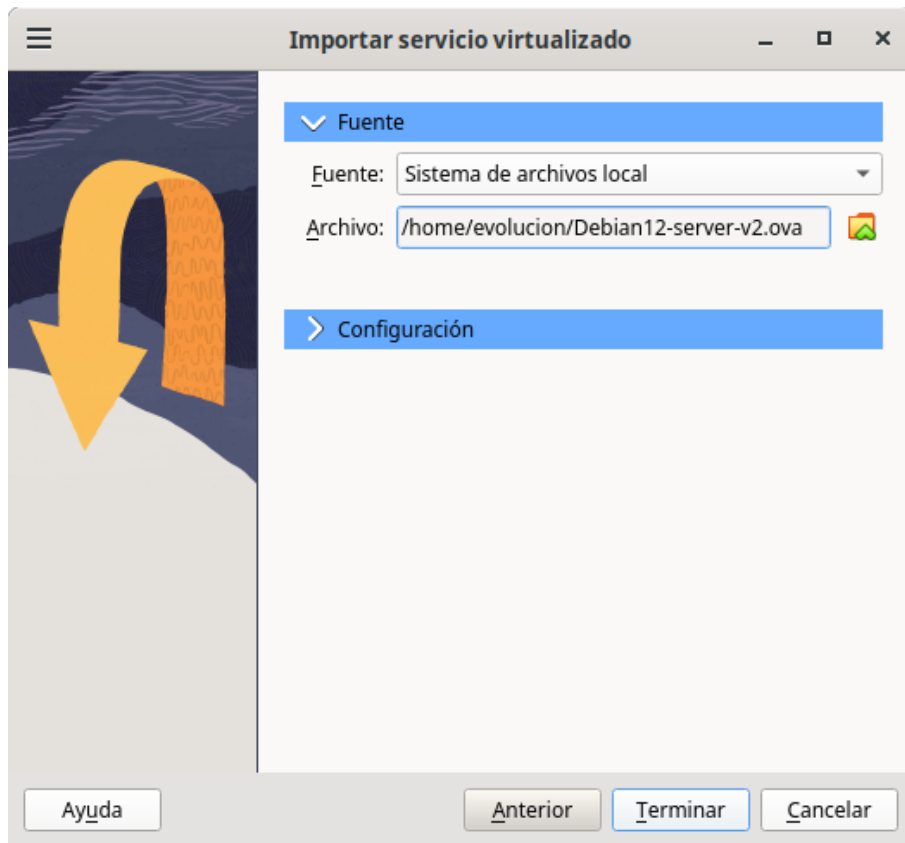 Importar servicio virtualizado
Fuente
Fuente: Sistema de archivos local
Archivo: /home/evolucion/Debian12-server-v2.ova
Configuración
Ayuda Anterior Terminar Cancelar